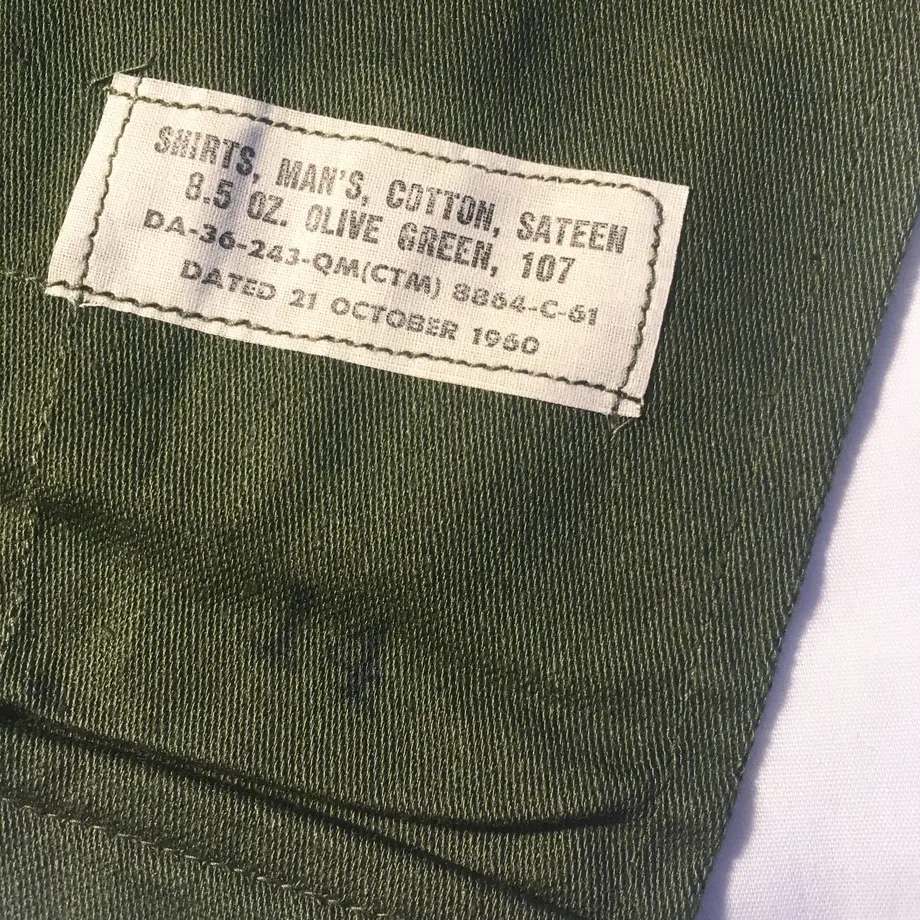 SHIRTS, MAN'S, COTTON, SATEEN
8.5 OZ. OLIVE GREEN, 107
DA-36-243-QM(CTM) 8864-C-61
DATED 21 OCTOBER 1960